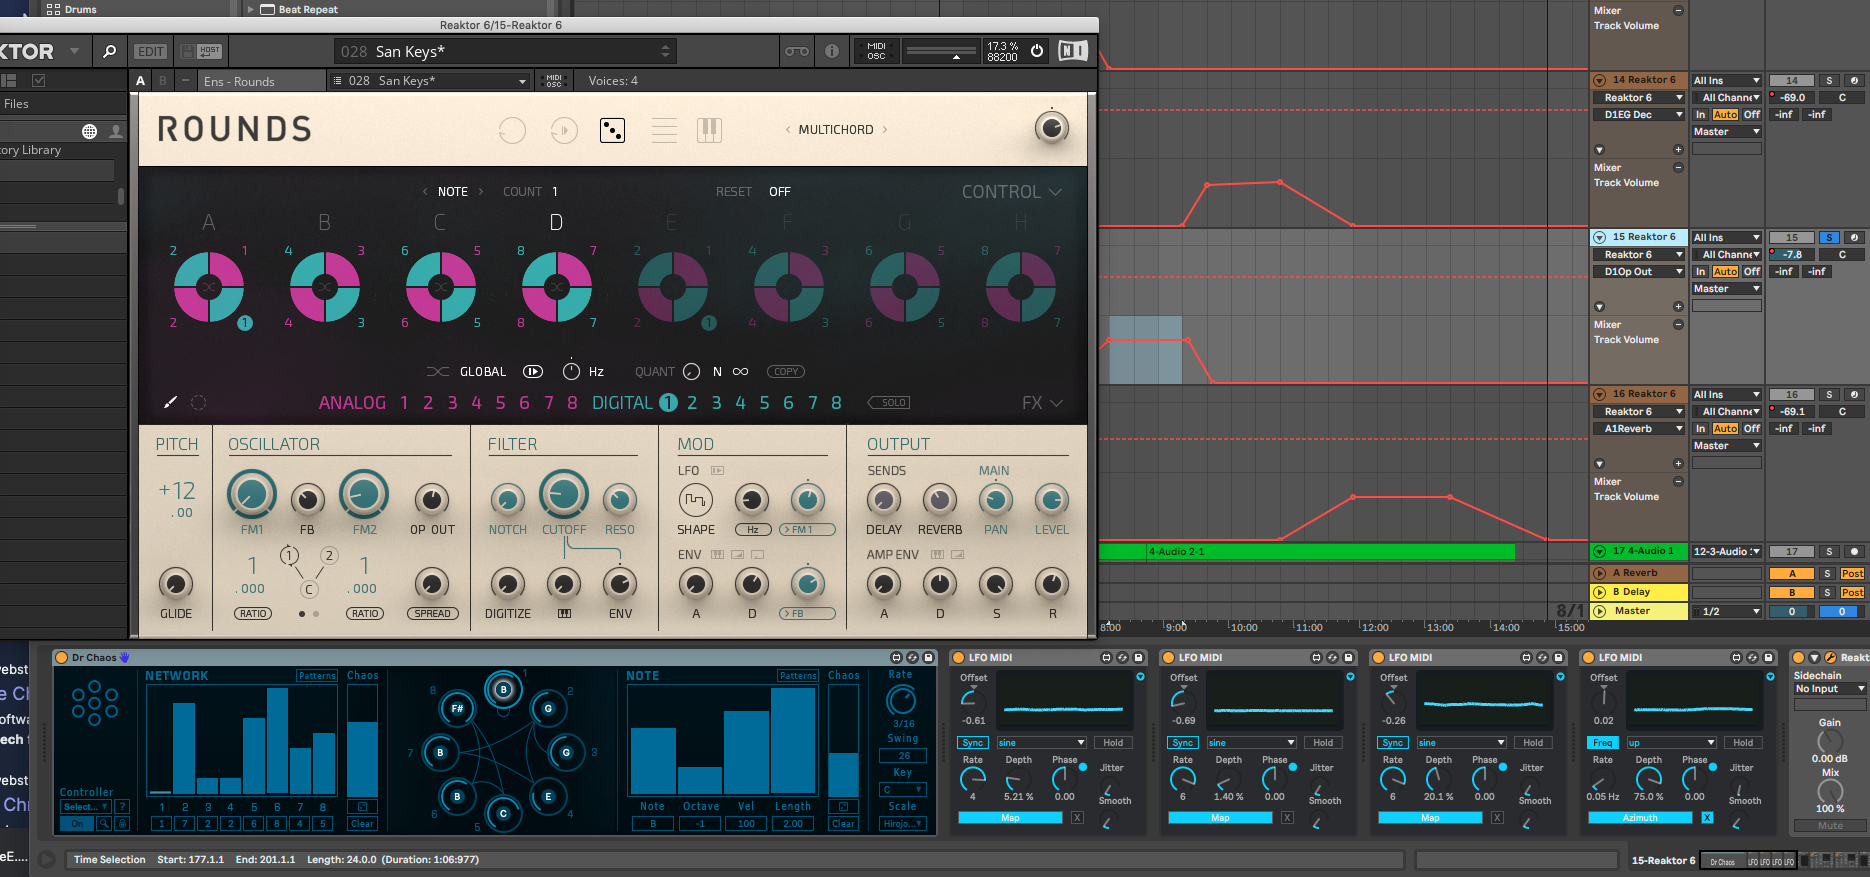 Drums
Beat Repeat
Reaktor 6/15-Reaktor 6
KTOR
EDIT
HOST
028 San Keys*
MIDI
OSC
17.3 %
88200
NI
A B
Ens - Rounds
028 San Keys*
MIDI
OSC
Voices: 4
Files
ory Library
ROUNDS
MULTICHORD
NOTE
COUNT 1
RESET OFF
CONTROL
A B C D E F G H
2 1 4 3 6 5 8 7 2 1 4 3 6 5 8 7
2 1 4 3 6 5 8 7 2 1 4 3 6 5 8 7
GLOBAL
Hz
QUANT
N ∞
COPY
ANALOG 1 2 3 4 5 6 7 8
DIGITAL 1 2 3 4 5 6 7 8
SOLO
FX
PITCH
OSCILLATOR
FILTER
MOD
OUTPUT
LFO
SENDS
MAIN
+12
.00
FM1
FB
FM2
OP OUT
NOTCH
CUTOFF
RESO
SHAPE
Hz
> FM 1
DELAY
REVERB
PAN
LEVEL
ENV
AMP ENV
1
.000
1
2
C
1
.000
GLIDE
RATIO
RATIO
SPREAD
DIGITIZE
ENV
A
D
> FB
A
D
S
R
Mixer
Track Volume
14 Reaktor 6
Reaktor 6
D1EG Dec
All Ins
All Channe
In Auto Off
Master
14 S
-69.0 C
-inf -inf
Mixer
Track Volume
15 Reaktor 6
Reaktor 6
D1Op Out
All Ins
All Channe
In Auto Off
Master
15 S
-7.8 C
-inf -inf
Mixer
Track Volume
16 Reaktor 6
Reaktor 6
A1Reverb
All Ins
All Channe
In Auto Off
Master
16 S
-69.1 C
-inf -inf
Mixer
Track Volume
4-Audio 2-1
17 4-Audio 1
12-3-Audio
17 S
A Reverb
A S Post
B Delay
B S Post
8/1
Master
1/2
0 0
8:00 9:00 10:00 11:00 12:00 13:00 14:00 15:00
Dr Chaos
NETWORK
Patterns
Chaos
1 2 3 4 5 6 7 8
1 7 2 2 6 8 4 5
Clear
Controller
Select...
?
On
8 1 2 7 3 6 5 4
F# B G B G B C E
NOTE
Patterns
Chaos
Note Octave Vel Length
B -1 100 2.00
Clear
Rate
3/16
Swing
26
Key
C
Scale
Hirojo...
LFO MIDI
Offset
-0.61
Sync
sine
Hold
Rate
4
Depth
5.21 %
Phase
0.00
Jitter
Smooth
Map
X
LFO MIDI
Offset
-0.69
Sync
sine
Hold
Rate
6
Depth
1.40 %
Phase
0.00
Jitter
Smooth
Map
X
LFO MIDI
Offset
-0.26
Sync
sine
Hold
Rate
6
Depth
20.1 %
Phase
0.00
Jitter
Smooth
Map
X
LFO MIDI
Offset
0.02
Freq
up
Hold
Rate
0.05 Hz
Depth
75.0 %
Phase
0.00
Jitter
Smooth
Azimuth
X
Reakt
Sidechain
No Input
Gain
0.00 dB
Mix
100 %
Mute
webst
e C
oftwa
ech f
webst
Chr
eE....
Time Selection Start: 177.1.1 End: 201.1.1 Length: 24.0.0 (Duration: 1:06:977)
15-Reaktor 6
Dr Chaos
LFO LFO LFO LFO